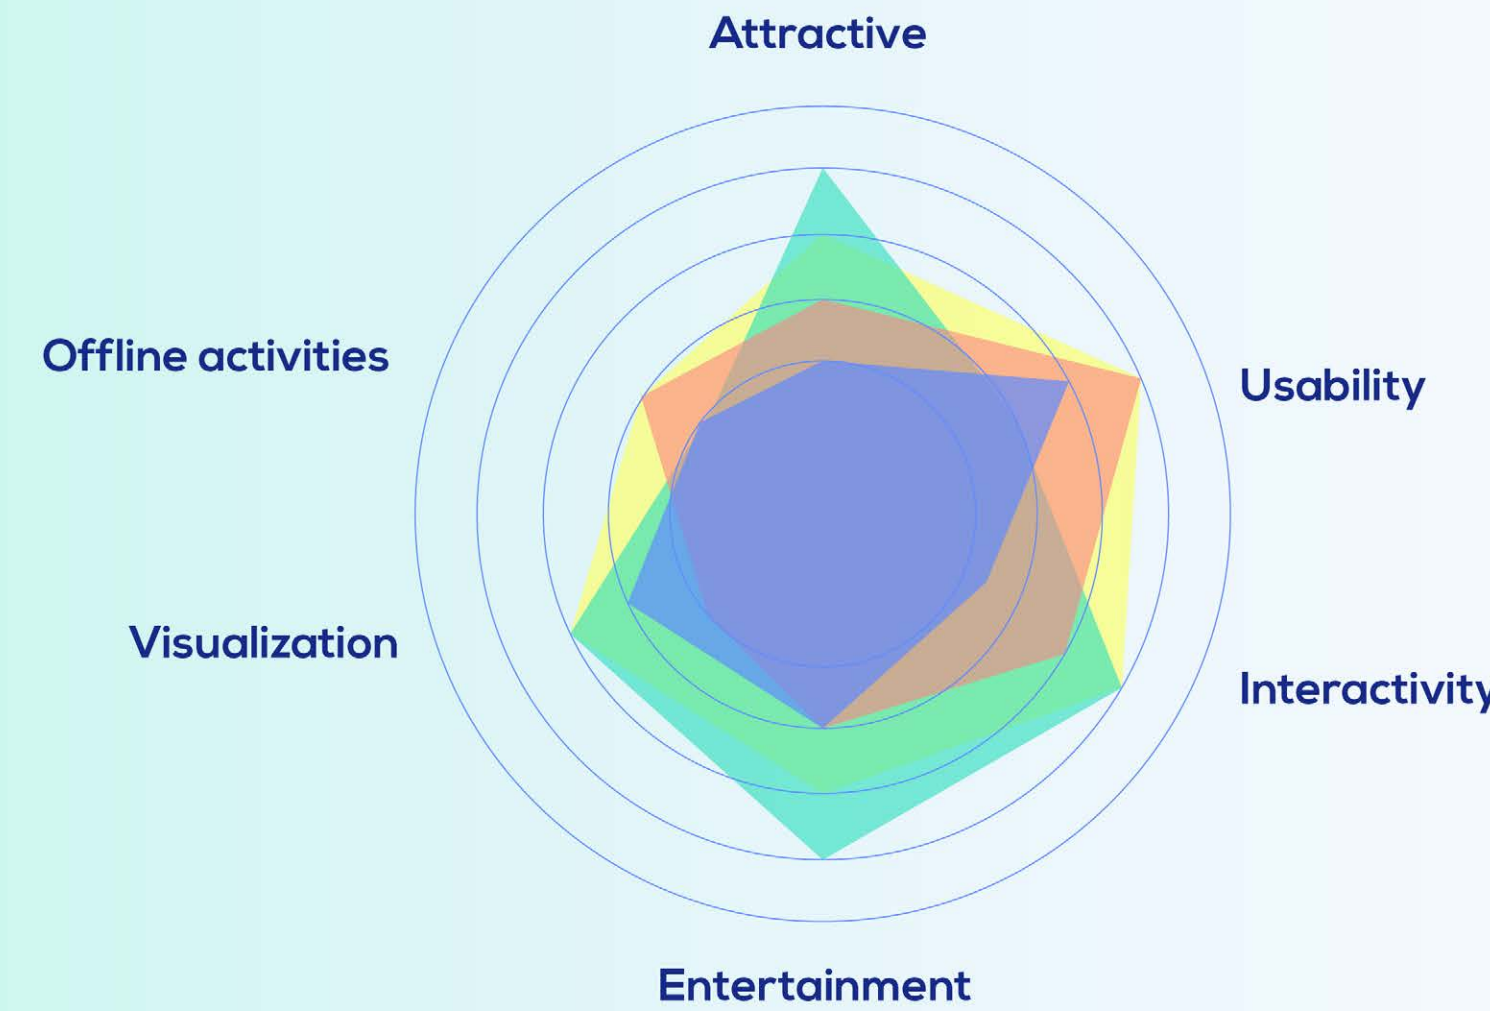 Attractive
Offline activities
Usability
Visualization
Interactivity
Entertainment